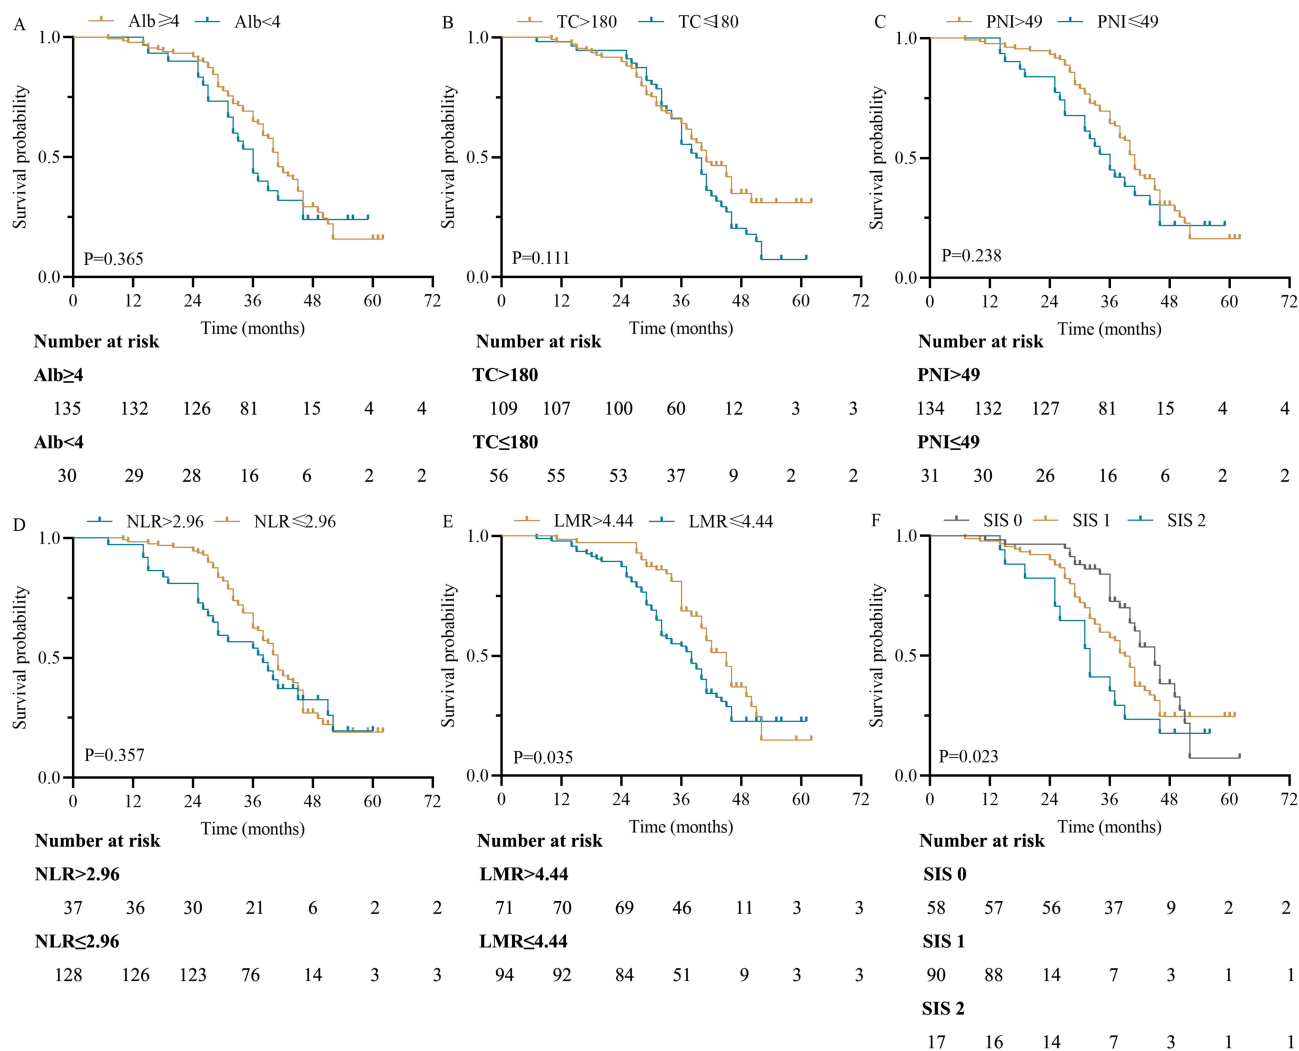 A
Alb≥4 Alb<4
Survival probability
1.0
0.5
0.0
P=0.365
0 12 24 36 48 60 72
Time (months)
Number at risk
Alb≥4
135 132 126 81 15 4 4
Alb<4
30 29 28 16 6 2 2
B
TC>180 TC≤180
Survival probability
1.0
0.5
0.0
P=0.111
0 12 24 36 48 60 72
Time (months)
Number at risk
TC>180
109 107 100 60 12 3 3
TC≤180
56 55 53 37 9 2 2
C
PNI>49 PNI≤49
Survival probability
1.0
0.5
0.0
P=0.238
0 12 24 36 48 60 72
Time (months)
Number at risk
PNI>49
134 132 127 81 15 4 4
PNI≤49
31 30 26 16 6 2 2
D
NLR>2.96 NLR≤2.96
Survival probability
1.0
0.5
0.0
P=0.357
0 12 24 36 48 60 72
Time (months)
Number at risk
NLR>2.96
37 36 30 21 6 2 2
NLR≤2.96
128 126 123 76 14 3 3
E
LMR>4.44 LMR≤4.44
Survival probability
1.0
0.5
0.0
P=0.035
0 12 24 36 48 60 72
Time (months)
Number at risk
LMR>4.44
71 70 69 46 11 3 3
LMR≤4.44
94 92 84 51 9 3 3
F
SIS 0 SIS 1 SIS 2
Survival probability
1.0
0.5
0.0
P=0.023
0 12 24 36 48 60 72
Time (months)
Number at risk
SIS 0
58 57 56 37 9 2 2
SIS 1
90 88 14 7 3 1 1
SIS 2
17 16 14 7 3 1 1